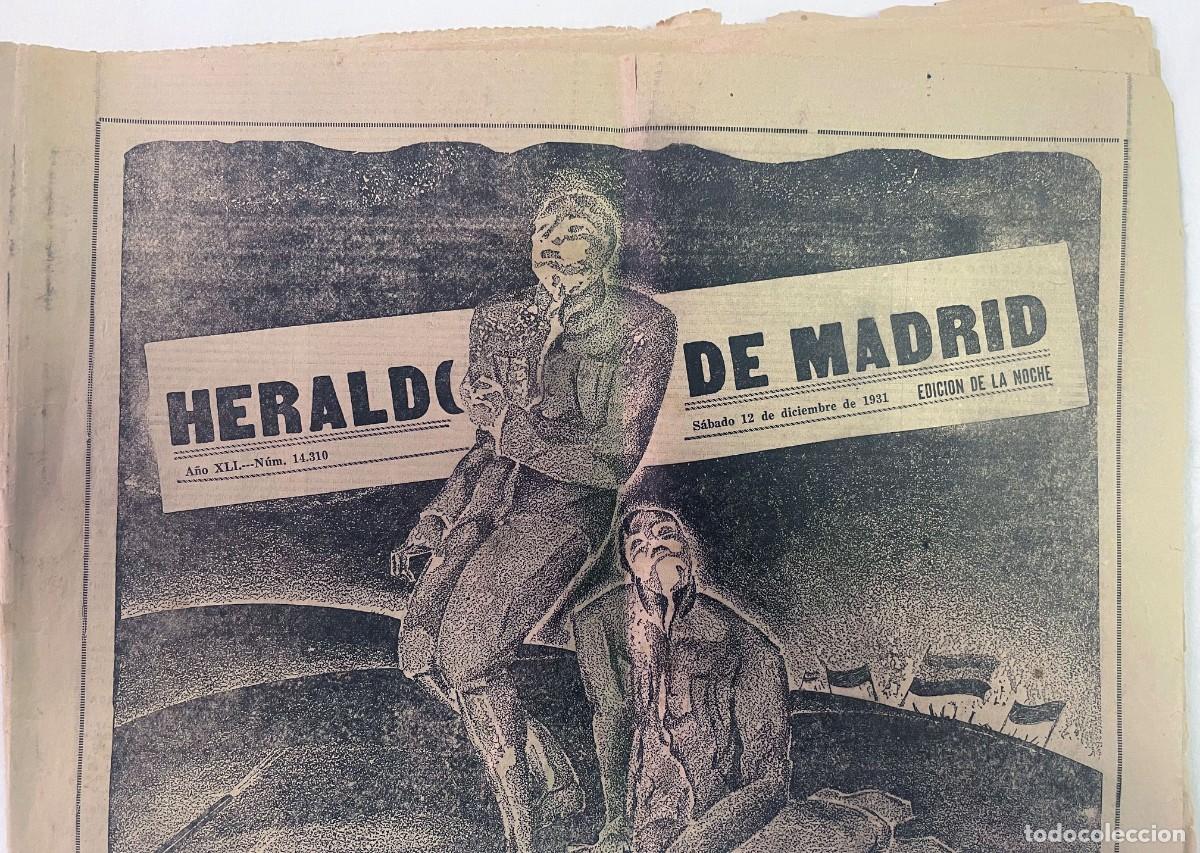 HERALDO DE MADRID
Año XLI.---Núm. 14.310
Sábado 12 de diciembre de 1931
EDICION DE LA NOCHE
todocoleccion